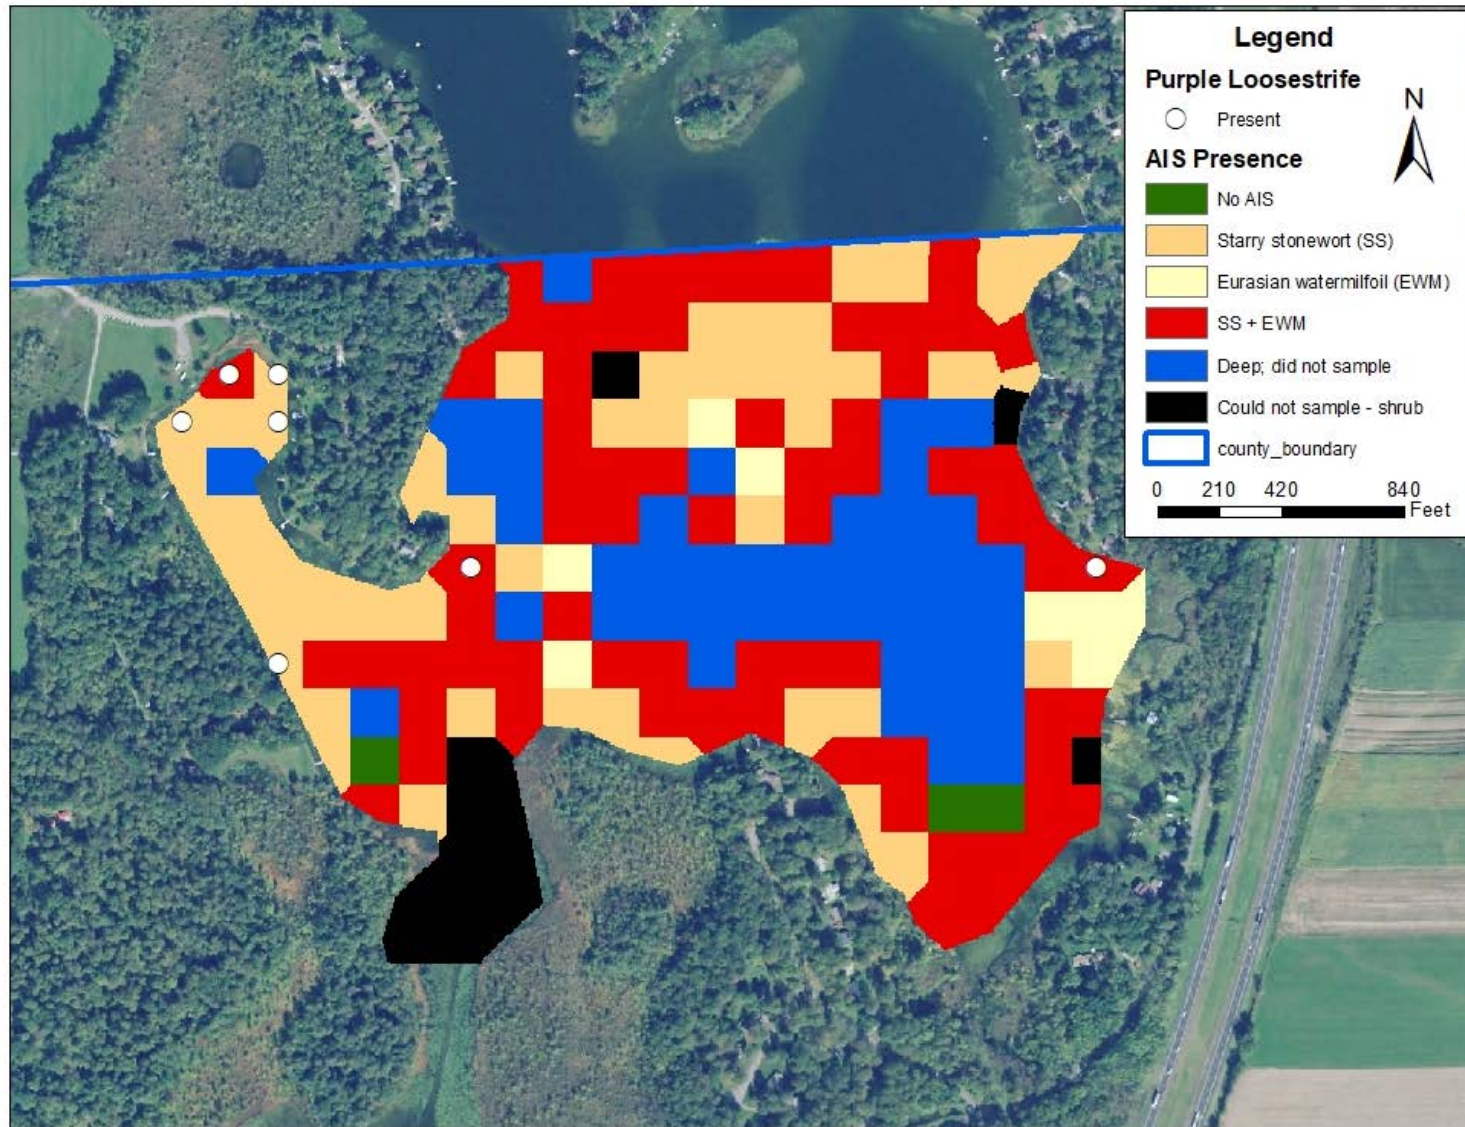 Legend
Purple Loosestrife
Present
N
AIS Presence
No AIS
Starry stonewort (SS)
Eurasian watermilfoil (EWM)
SS + EWM
Deep; did not sample
Could not sample - shrub
county_boundary
0 210 420 840
Feet